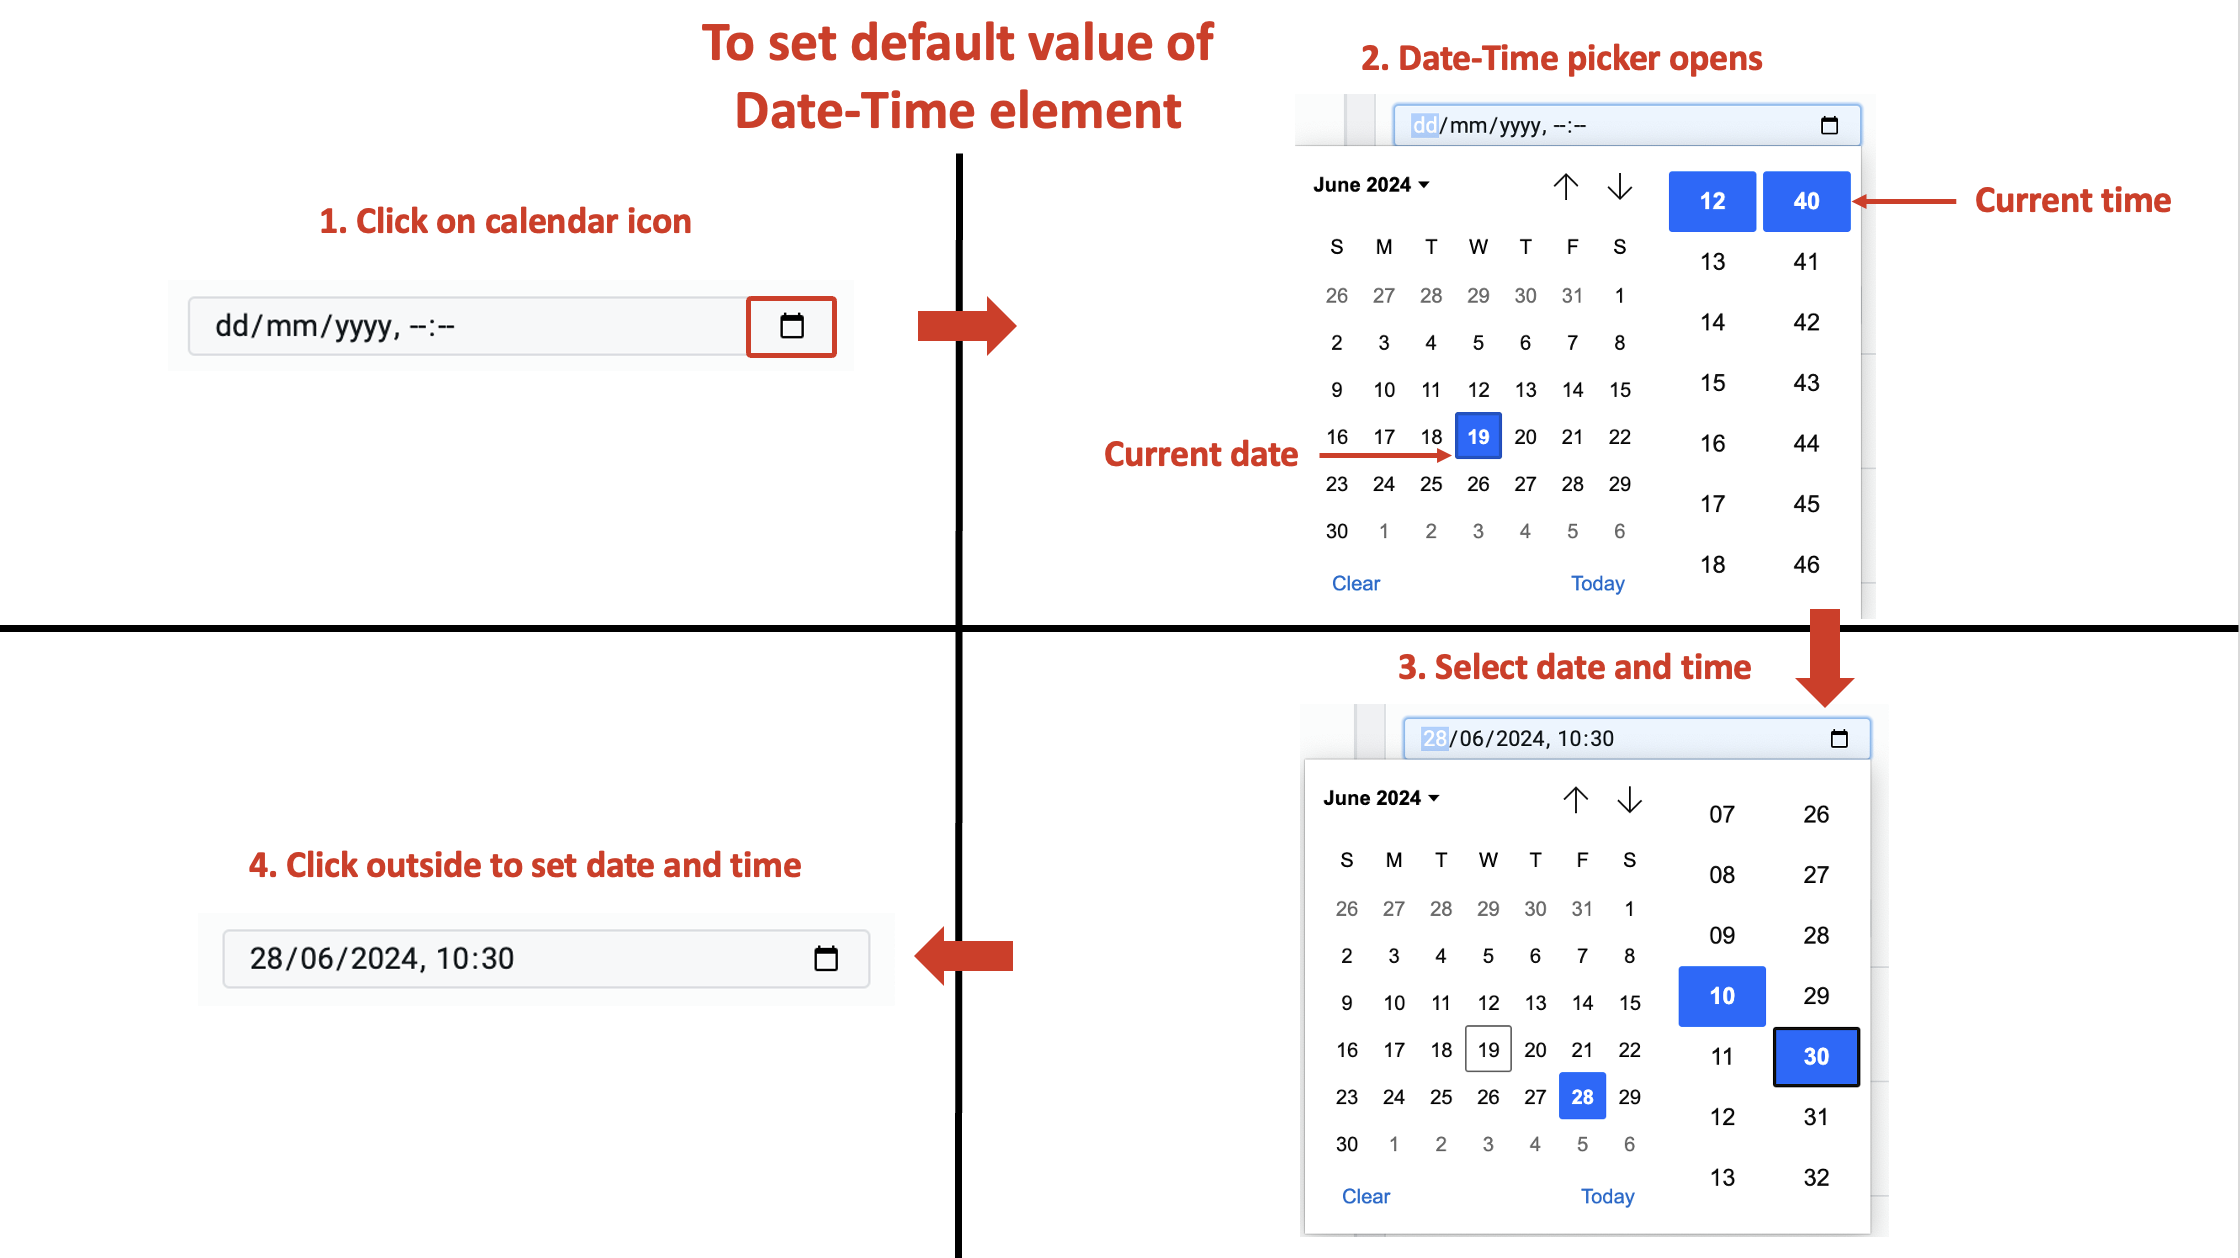 To set default value of
Date-Time element
1. Click on calendar icon
dd/mm/yyyy, --:--
2. Date-Time picker opens
dd/mm/yyyy, --:--
June 2024
S M T W T F S
26 27 28 29 30 31 1
2 3 4 5 6 7 8
9 10 11 12 13 14 15
16 17 18 19 20 21 22
23 24 25 26 27 28 29
30 1 2 3 4 5 6
Clear Today
12 40
13 41
14 42
15 43
16 44
17 45
18 46
Current time
Current date
3. Select date and time
28/06/2024, 10:30
June 2024
S M T W T F S
26 27 28 29 30 31 1
2 3 4 5 6 7 8
9 10 11 12 13 14 15
16 17 18 19 20 21 22
23 24 25 26 27 28 29
30 1 2 3 4 5 6
Clear Today
07 26
08 27
09 28
10 29
11 30
12 31
13 32
4. Click outside to set date and time
28/06/2024, 10:30